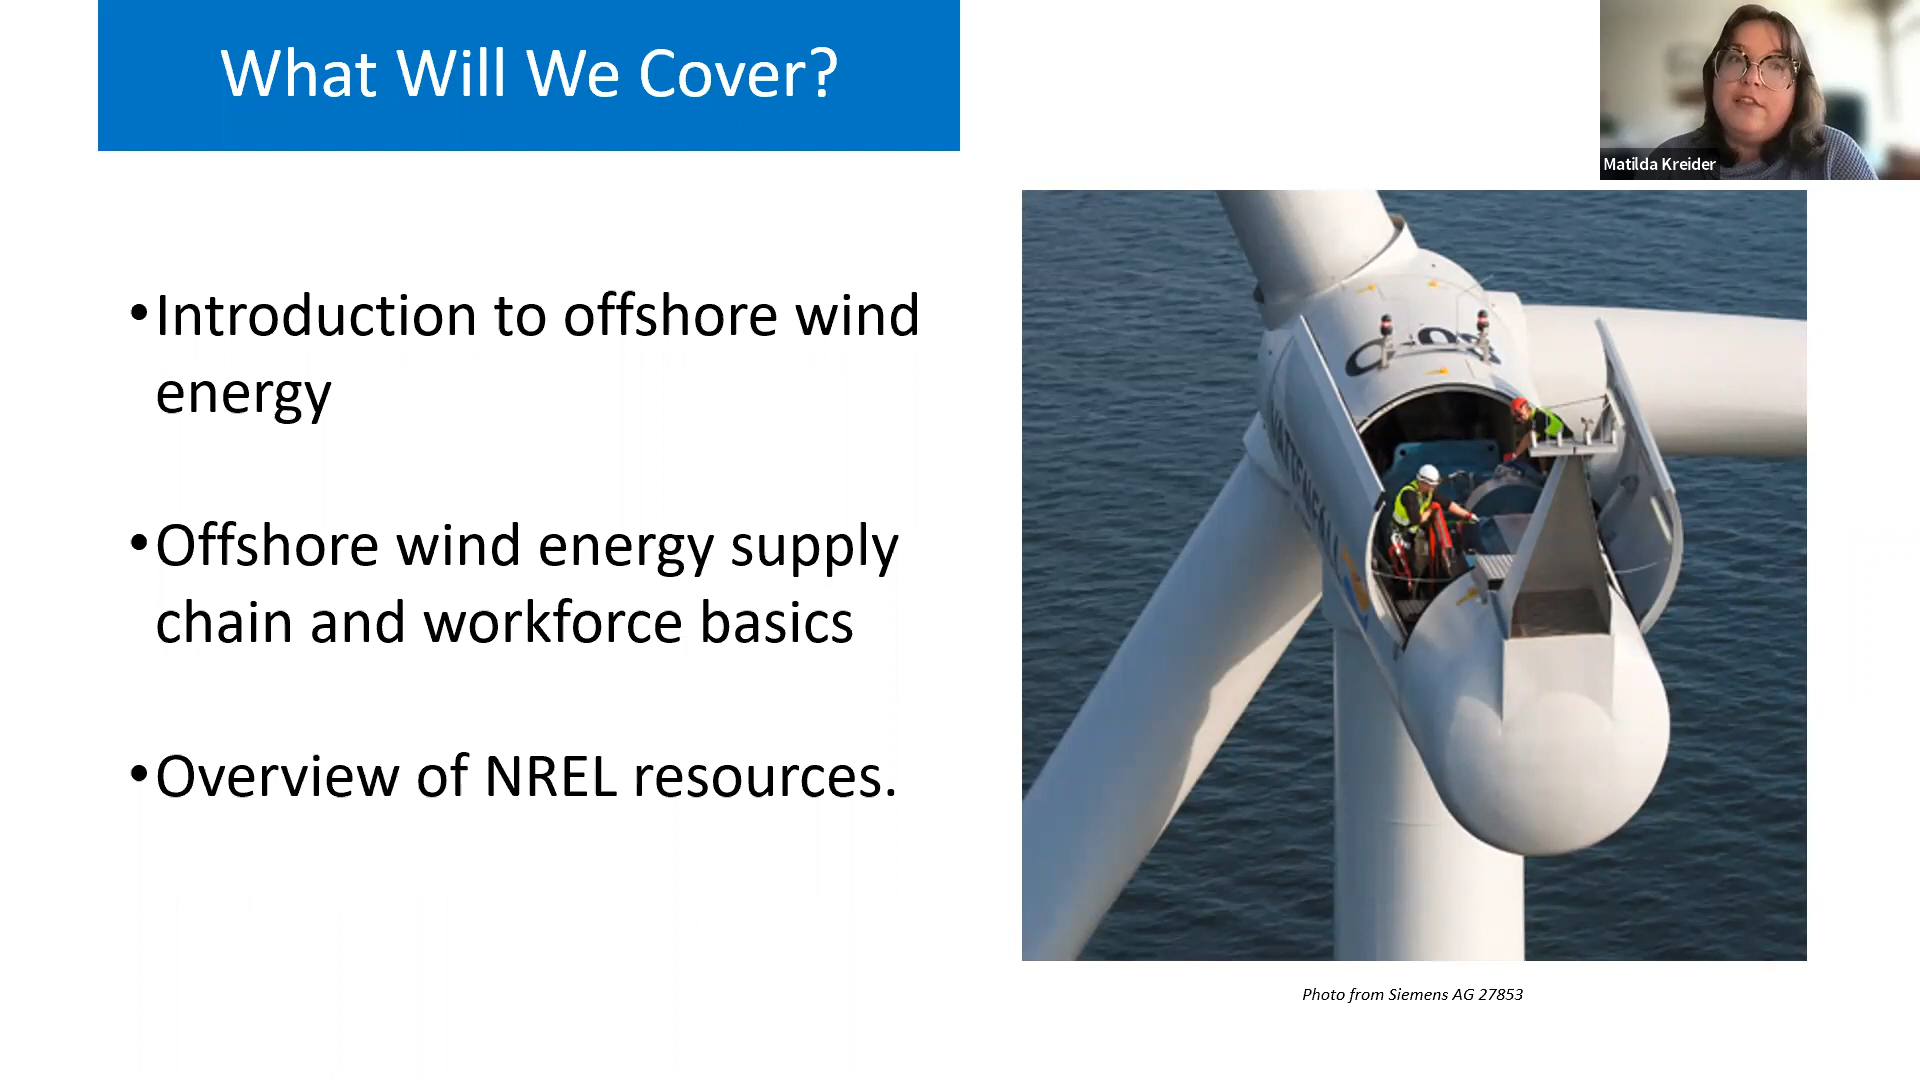 What Will We Cover?
Matilda Kreider
•Introduction to offshore wind
energy
•Offshore wind energy supply
chain and workforce basics
•Overview of NREL resources.
Photo from Siemens AG 27853